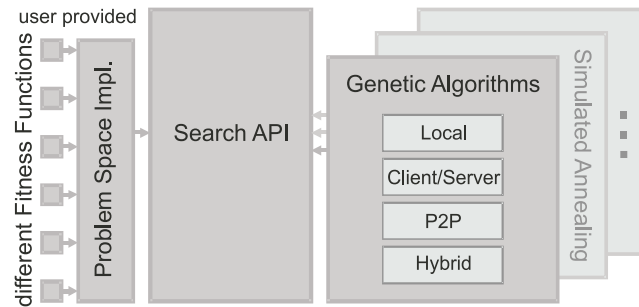 user provided
different Fitness Functions
Problem Space Impl.
Search API
Genetic Algorithms
Local
Client/Server
P2P
Hybrid
Simulated Annealing